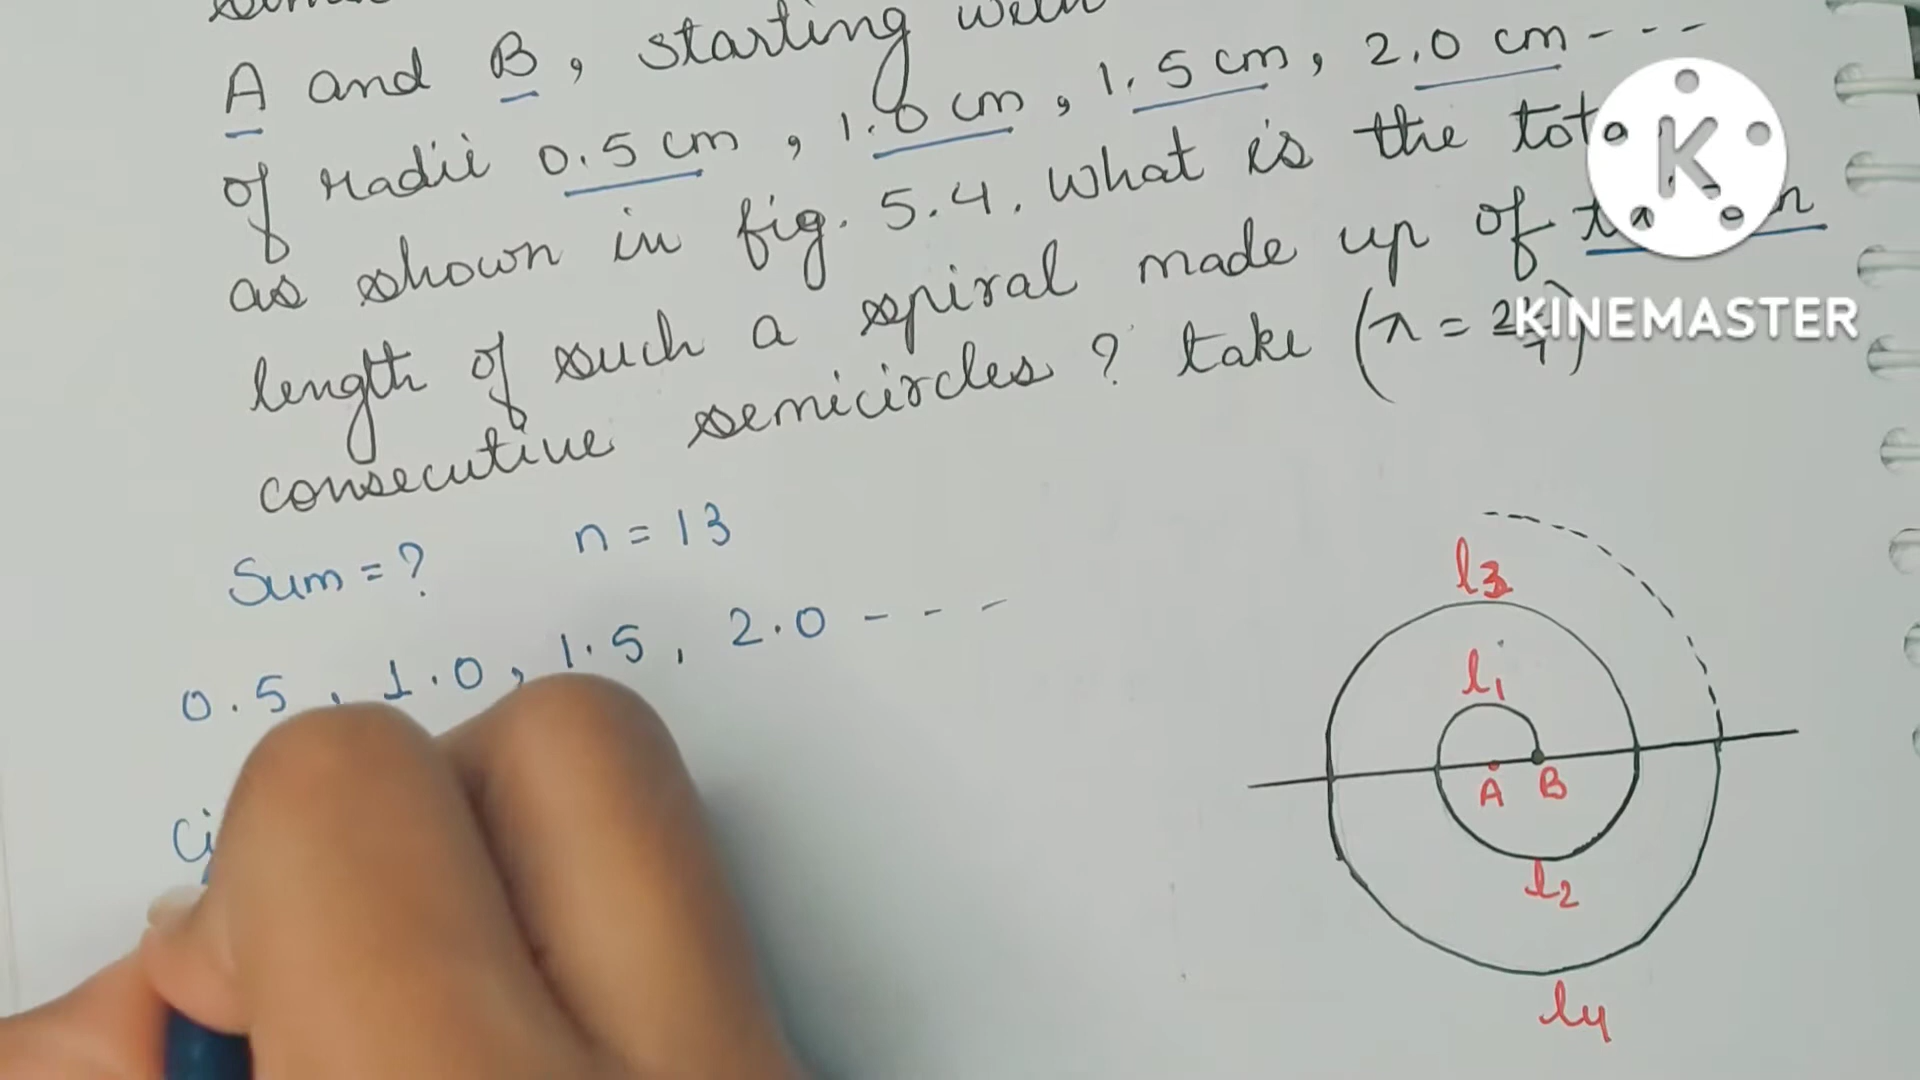 A and B, starting with
of radii 0.5 cm, 1.0 cm, 1.5 cm, 2.0 cm - - -
as shown in fig. 5.4. What is the
length of such a spiral made up of
consecutive semicircles? take (π = 22/7)
KINEMASTER
Sum = ? n = 13
0.5, 1.0, 1.5, 2.0 - - -
l3
l1
A B
l2
l4